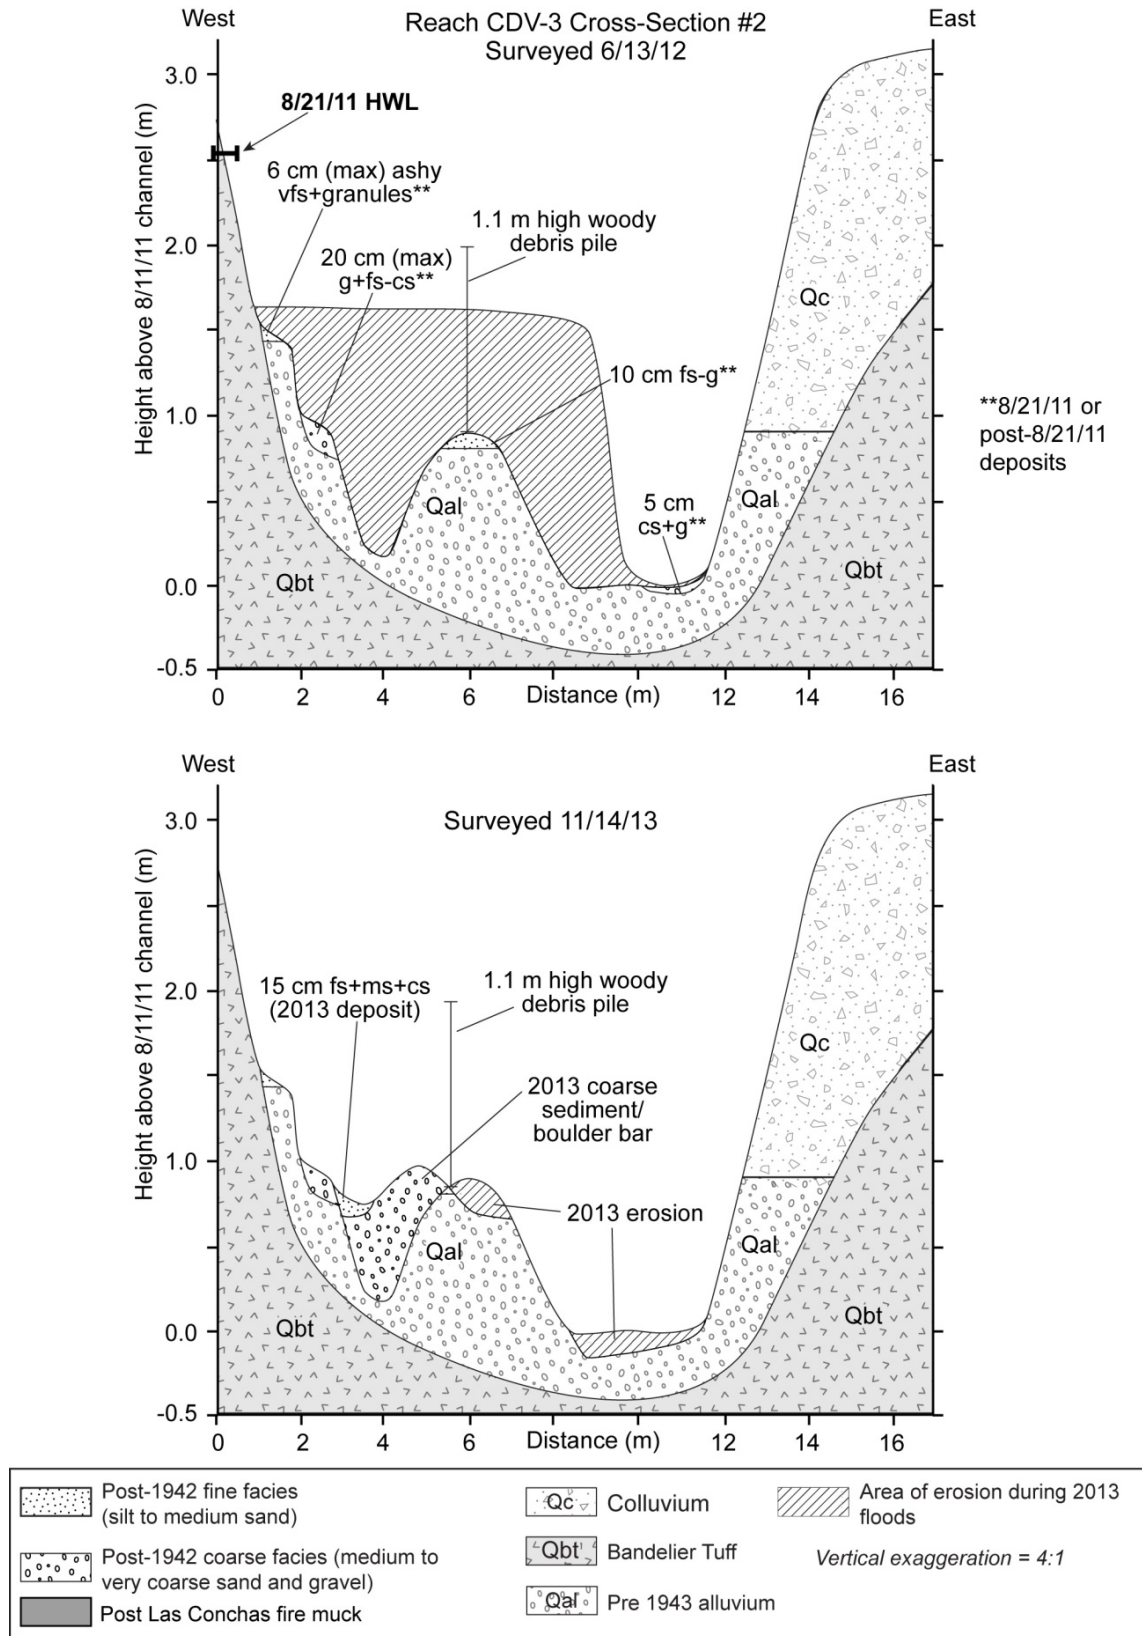 West
Reach CDV-3 Cross-Section #2
East
Surveyed 6/13/12
3.0
2.0
1.0
0.0
-0.5
Height above 8/11/11 channel (m)
8/21/11 HWL
6 cm (max) ashy
vfs+granules**
20 cm (max)
g+fs-cs**
1.1 m high woody
debris pile
10 cm fs-g**
5 cm
cs+g**
Qc
Qal
Qal
Qbt
Qbt
**8/21/11 or
post-8/21/11
deposits
0 2 4 6 Distance (m) 12 14 16
West
East
Surveyed 11/14/13
3.0
2.0
1.0
0.0
-0.5
Height above 8/11/11 channel (m)
15 cm fs+ms+cs
(2013 deposit)
1.1 m high woody
debris pile
2013 coarse
sediment/
boulder bar
2013 erosion
Qc
Qal
Qal
Qbt
Qbt
0 2 4 6 Distance (m) 12 14 16
Post-1942 fine facies
(silt to medium sand)
Post-1942 coarse facies (medium to
very coarse sand and gravel)
Post Las Conchas fire muck
Qc Colluvium
Qbt Bandelier Tuff
Qal Pre 1943 alluvium
Area of erosion during 2013
floods
Vertical exaggeration = 4:1